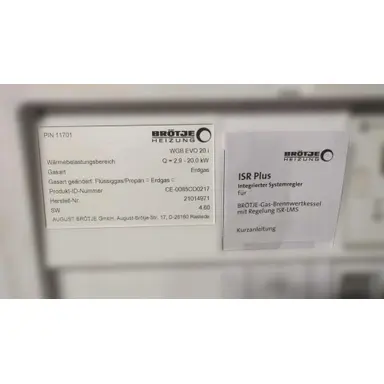 P/N 11701
BRÖTJE
HEIZUNG
WGB EVO 20 i
Wärmebelastungsbereich Q = 2,9 - 20,0 kW
Gasart Erdgas
Gasart geändert: Flüssiggas/Propan = Erdgas =
Produkt-ID-Nummer CE-0085CO0217
Herstell-Nr. 21014971
SW 4.60
AUGUST BRÖTJE GmbH, August-Brötje Str. 17, D-26180 Rastede
BRÖTJE
HEIZUNG
ISR Plus
Integrierter Systemregler
für
BRÖTJE-Gas-Brennwertkessel
mit Regelung ISR-LMS
Kurzanleitung